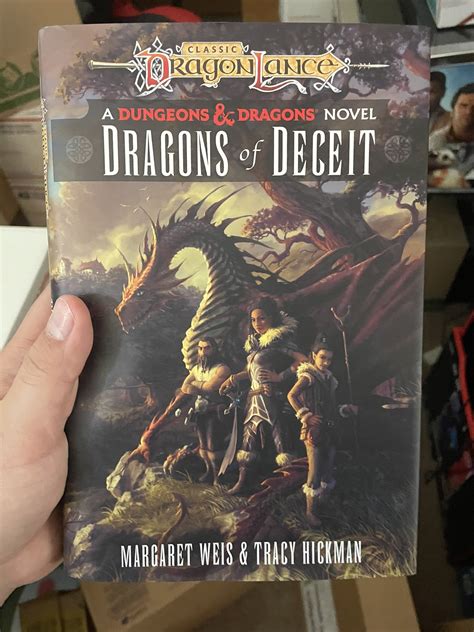 CLASSIC
DRAGONLANCE
A DUNGEONS & DRAGONS NOVEL
DRAGONS of DECEIT
MARGARET WEIS & TRACY HICKMAN